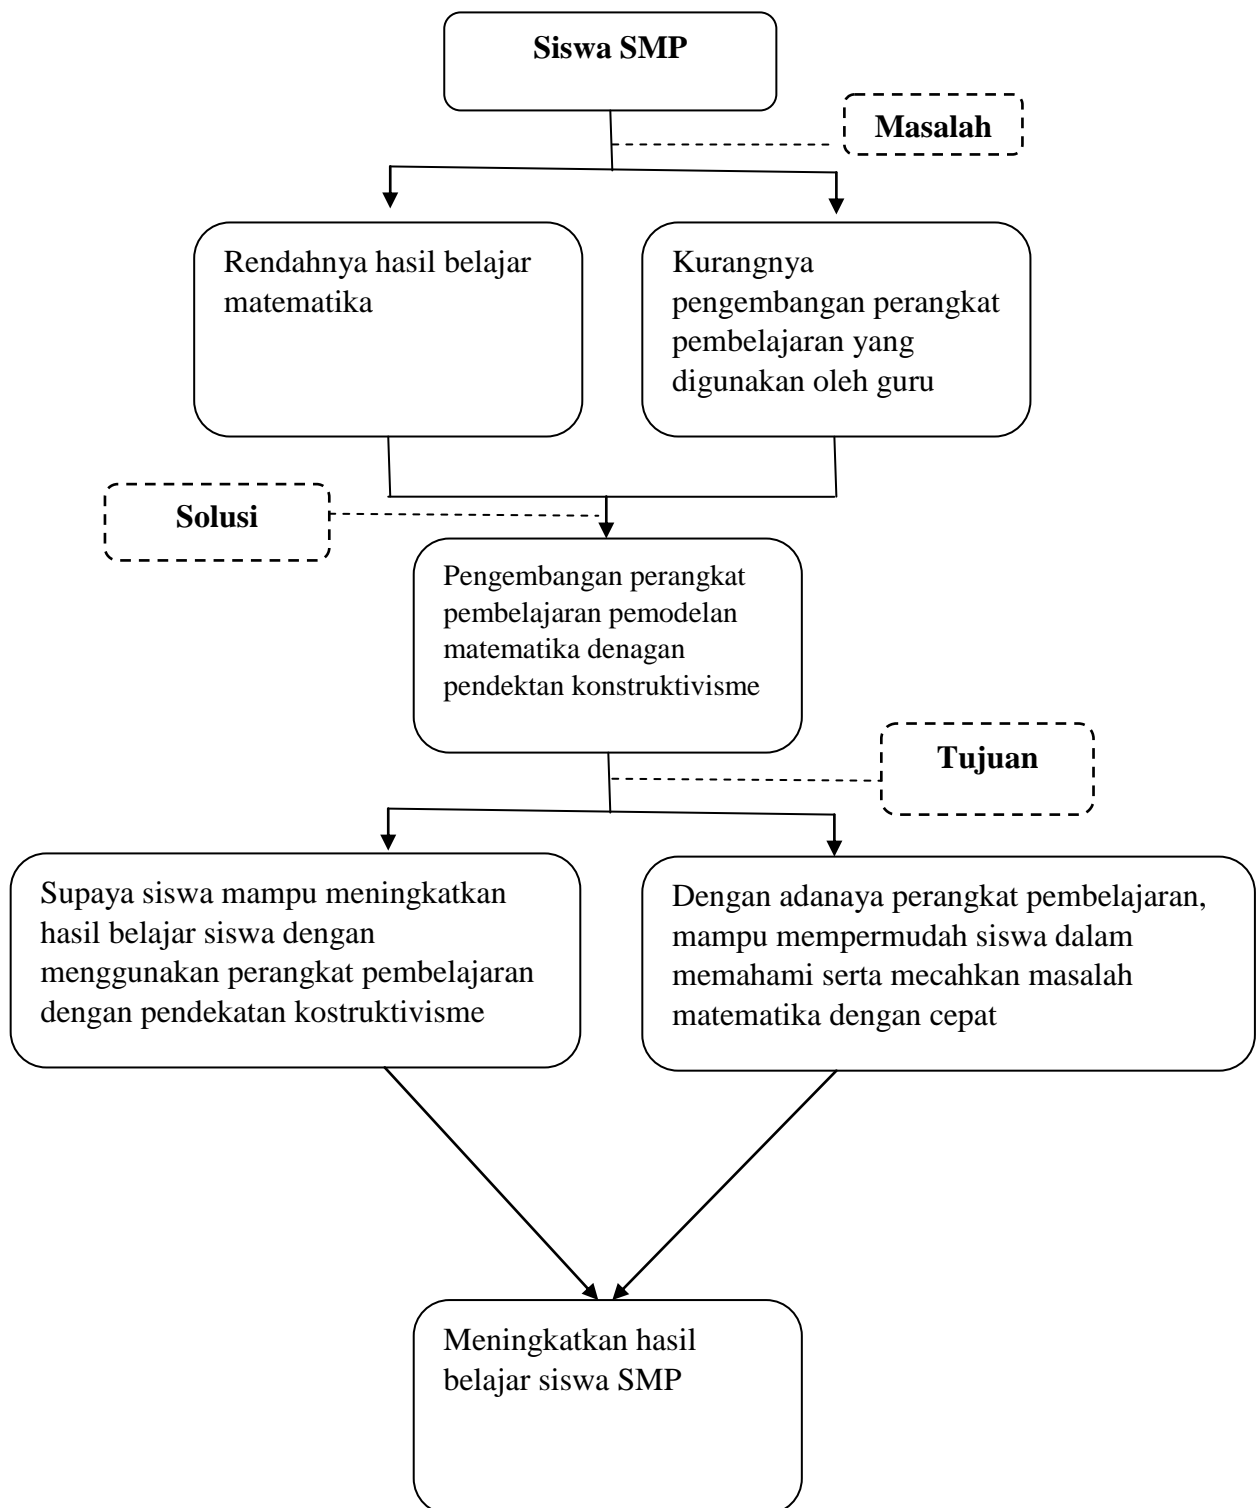 Siswa SMP
Masalah
Rendahnya hasil belajar
matematika
Kurangnya
pengembangan perangkat
pembelajaran yang
digunakan oleh guru
Solusi
Pengembangan perangkat
pembelajaran pemodelan
matematika denagan
pendektan konstruktivisme
Tujuan
Supaya siswa mampu meningkatkan
hasil belajar siswa dengan
menggunakan perangkat pembelajaran
dengan pendekatan kostruktivisme
Dengan adanaya perangkat pembelajaran,
mampu mempermudah siswa dalam
memahami serta mecahkan masalah
matematika dengan cepat
Meningkatkan hasil
belajar siswa SMP